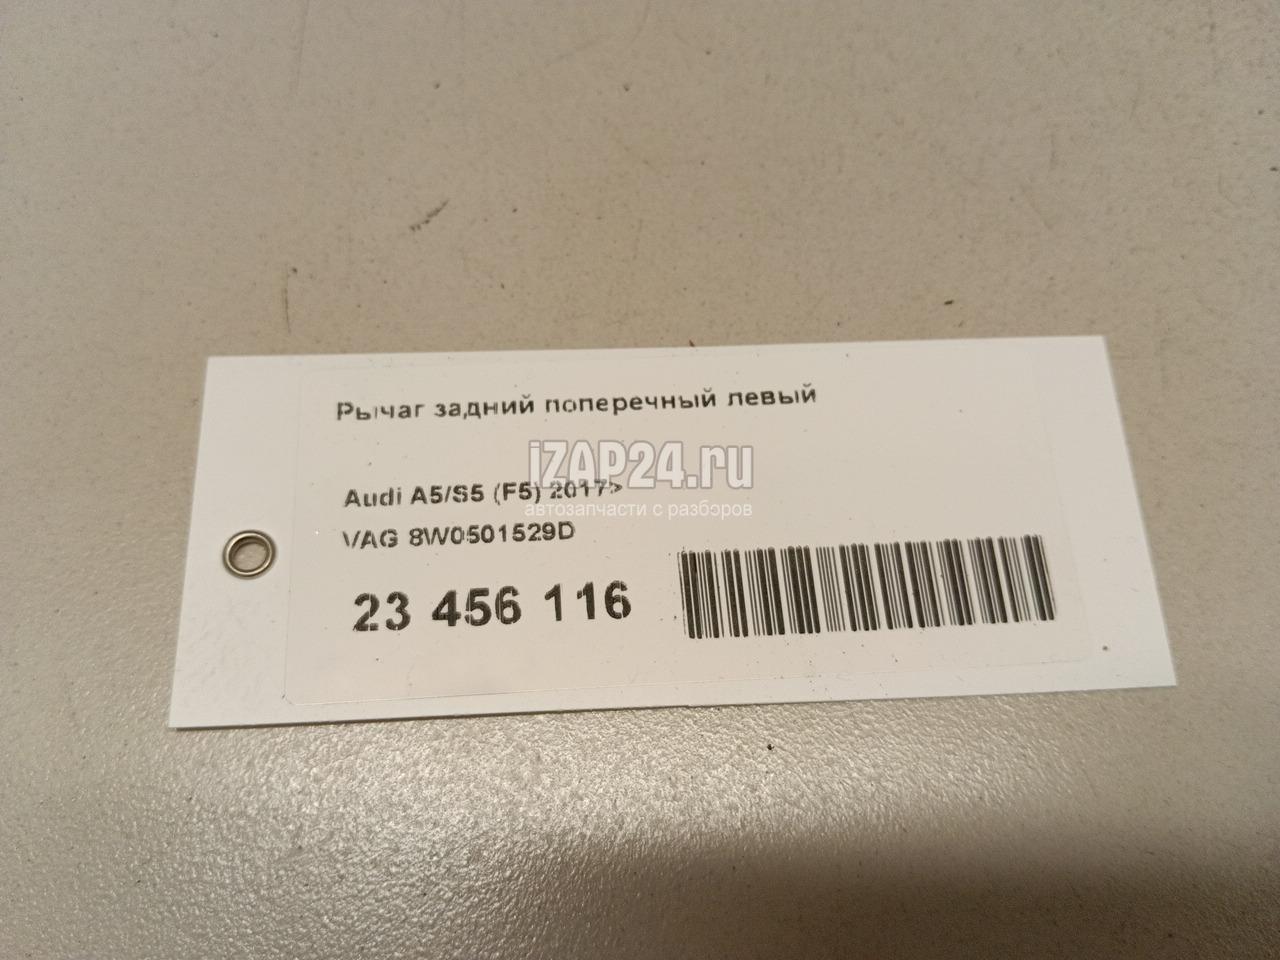 Рычаг задний поперечный левый
iZAP24.ru
Audi A5/S5 (F5) 2017>
автозапчасти с разборов
VAG 8W0501529D
23 456 116